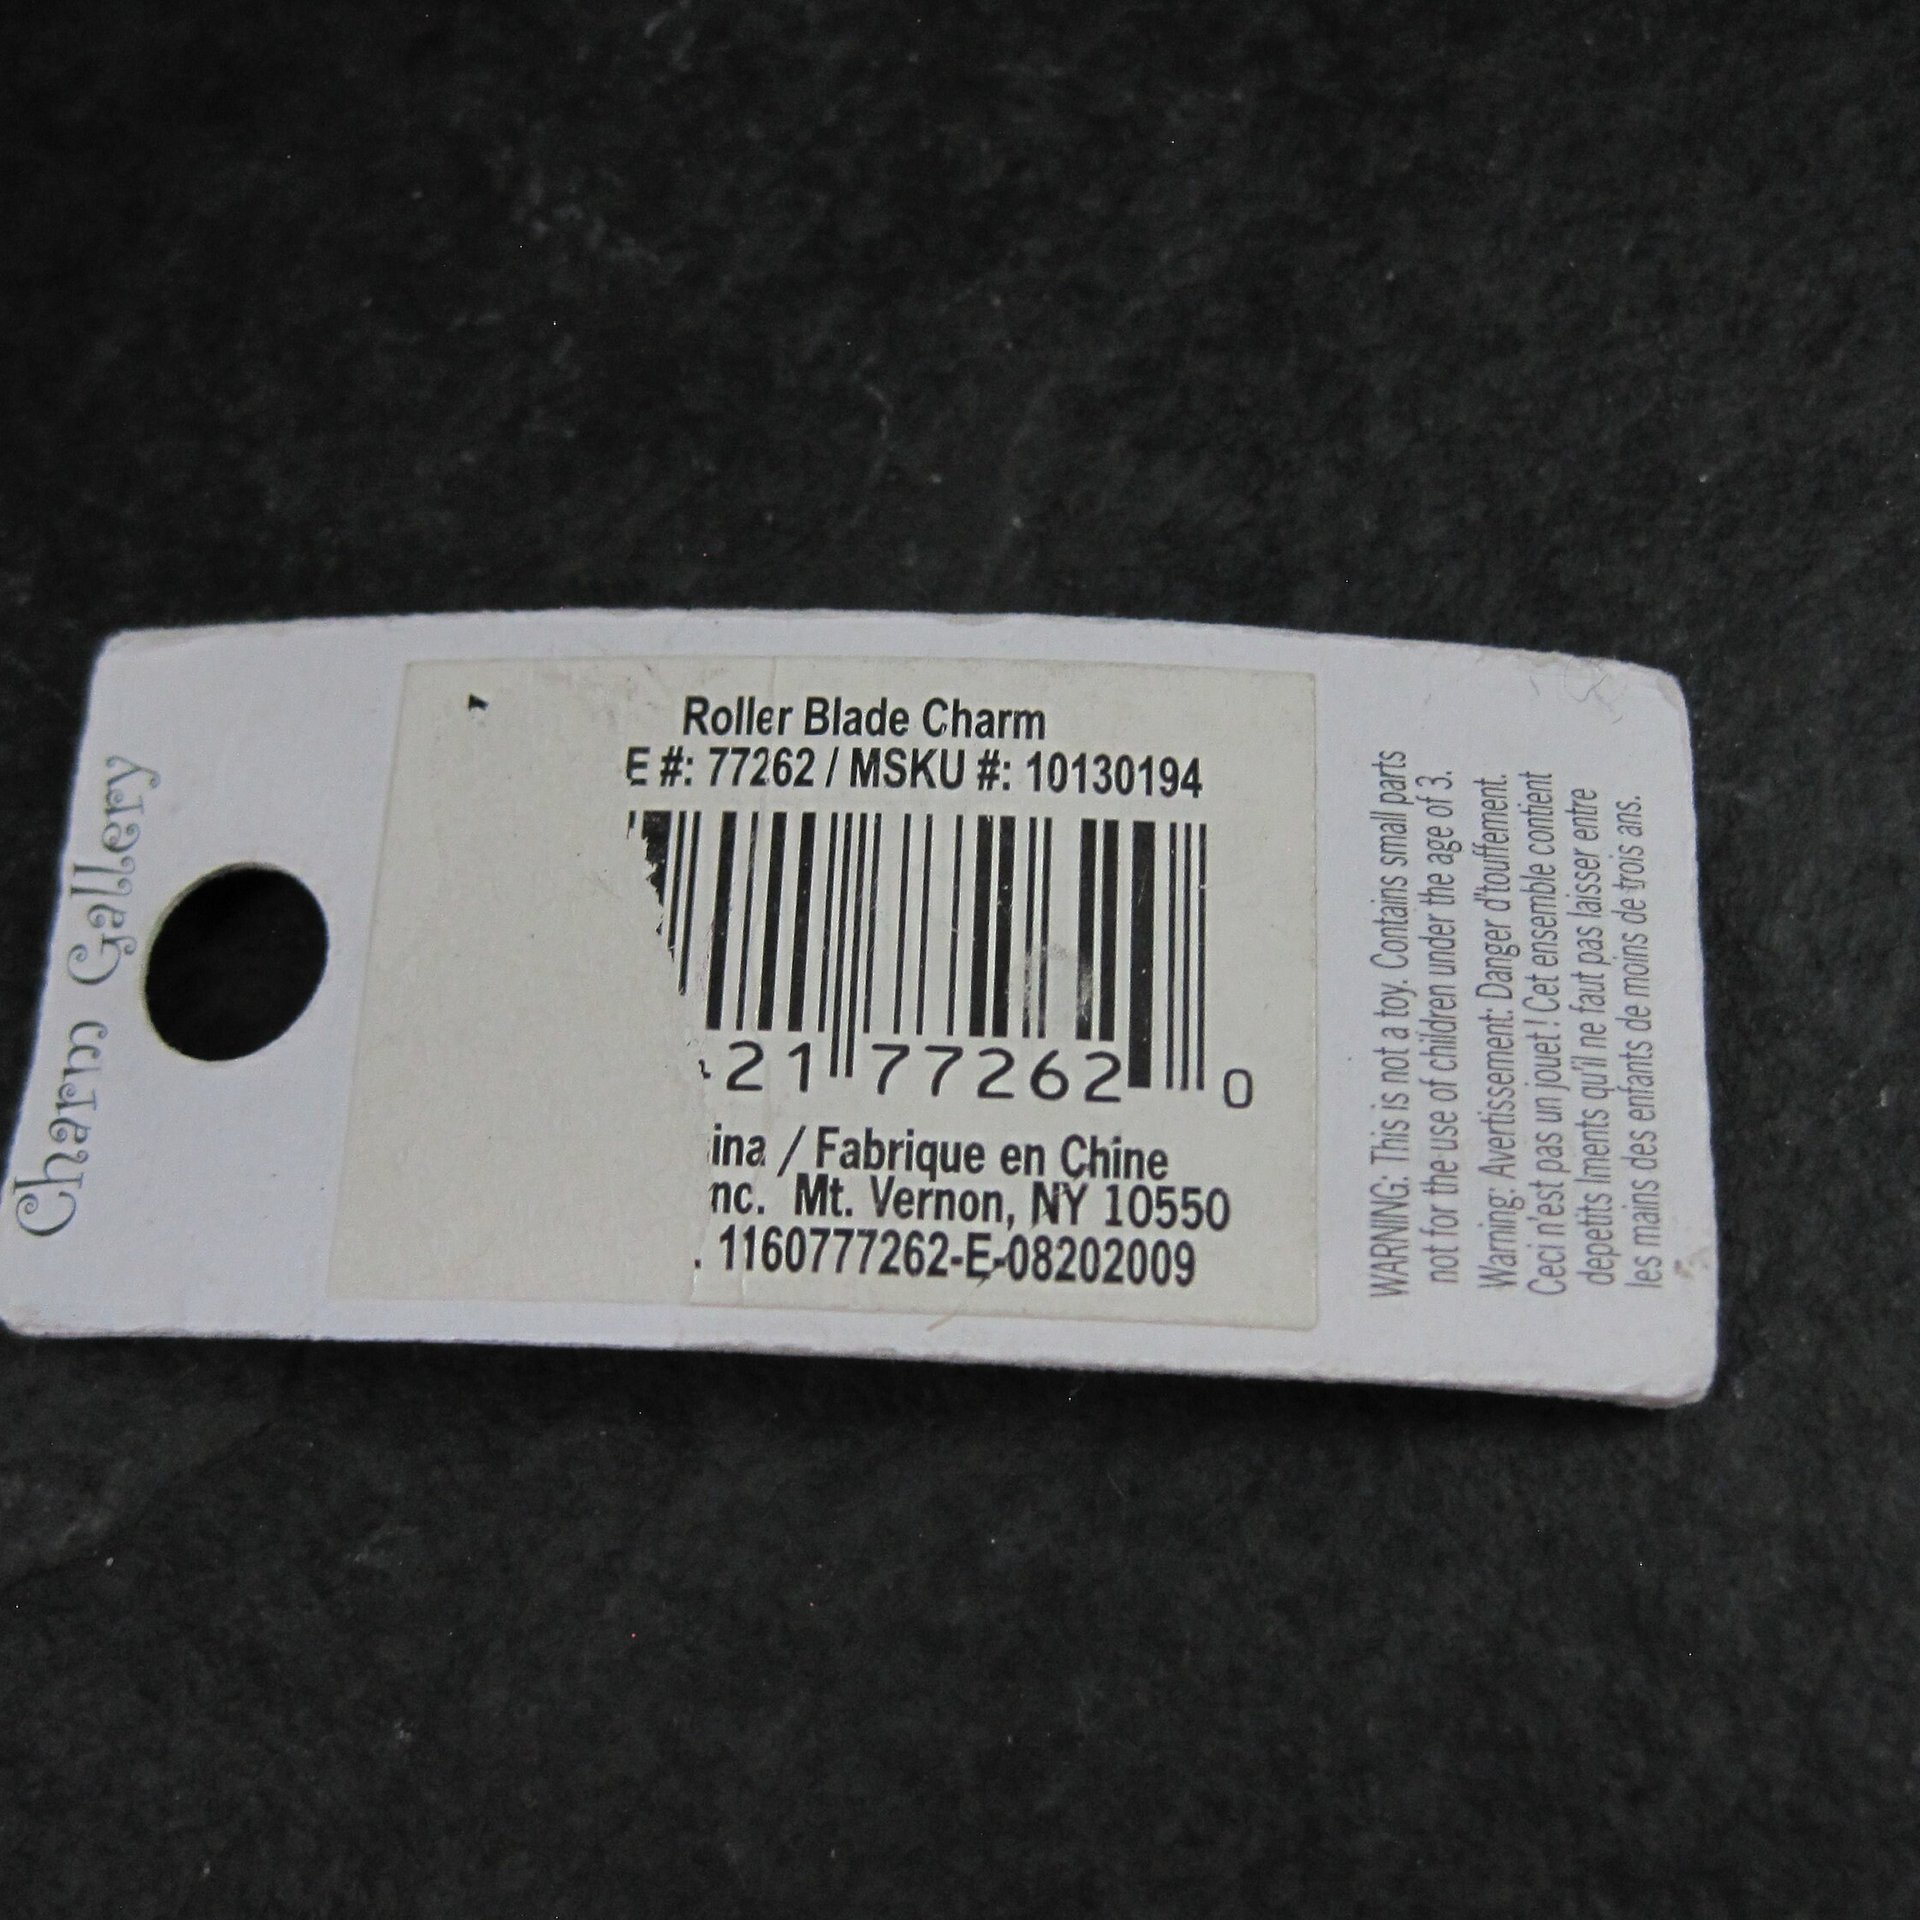 Charm Gallery
Roller Blade Charm
E #: 77262 / MSKU #: 10130194
21 77262 0
ina / Fabrique en Chine
nc. Mt. Vernon, NY 10550
. 1160777262-E-08202009
WARNING: This is not a toy. Contains small parts
not for the use of children under the age of 3.
Warning: Avertissement: Danger d'touffement.
Ceci n'est pas un jouet ! Cet ensemble contient
depetits lments qu'il ne faut pas laisser entre
les mains des enfants de moins de trois ans.